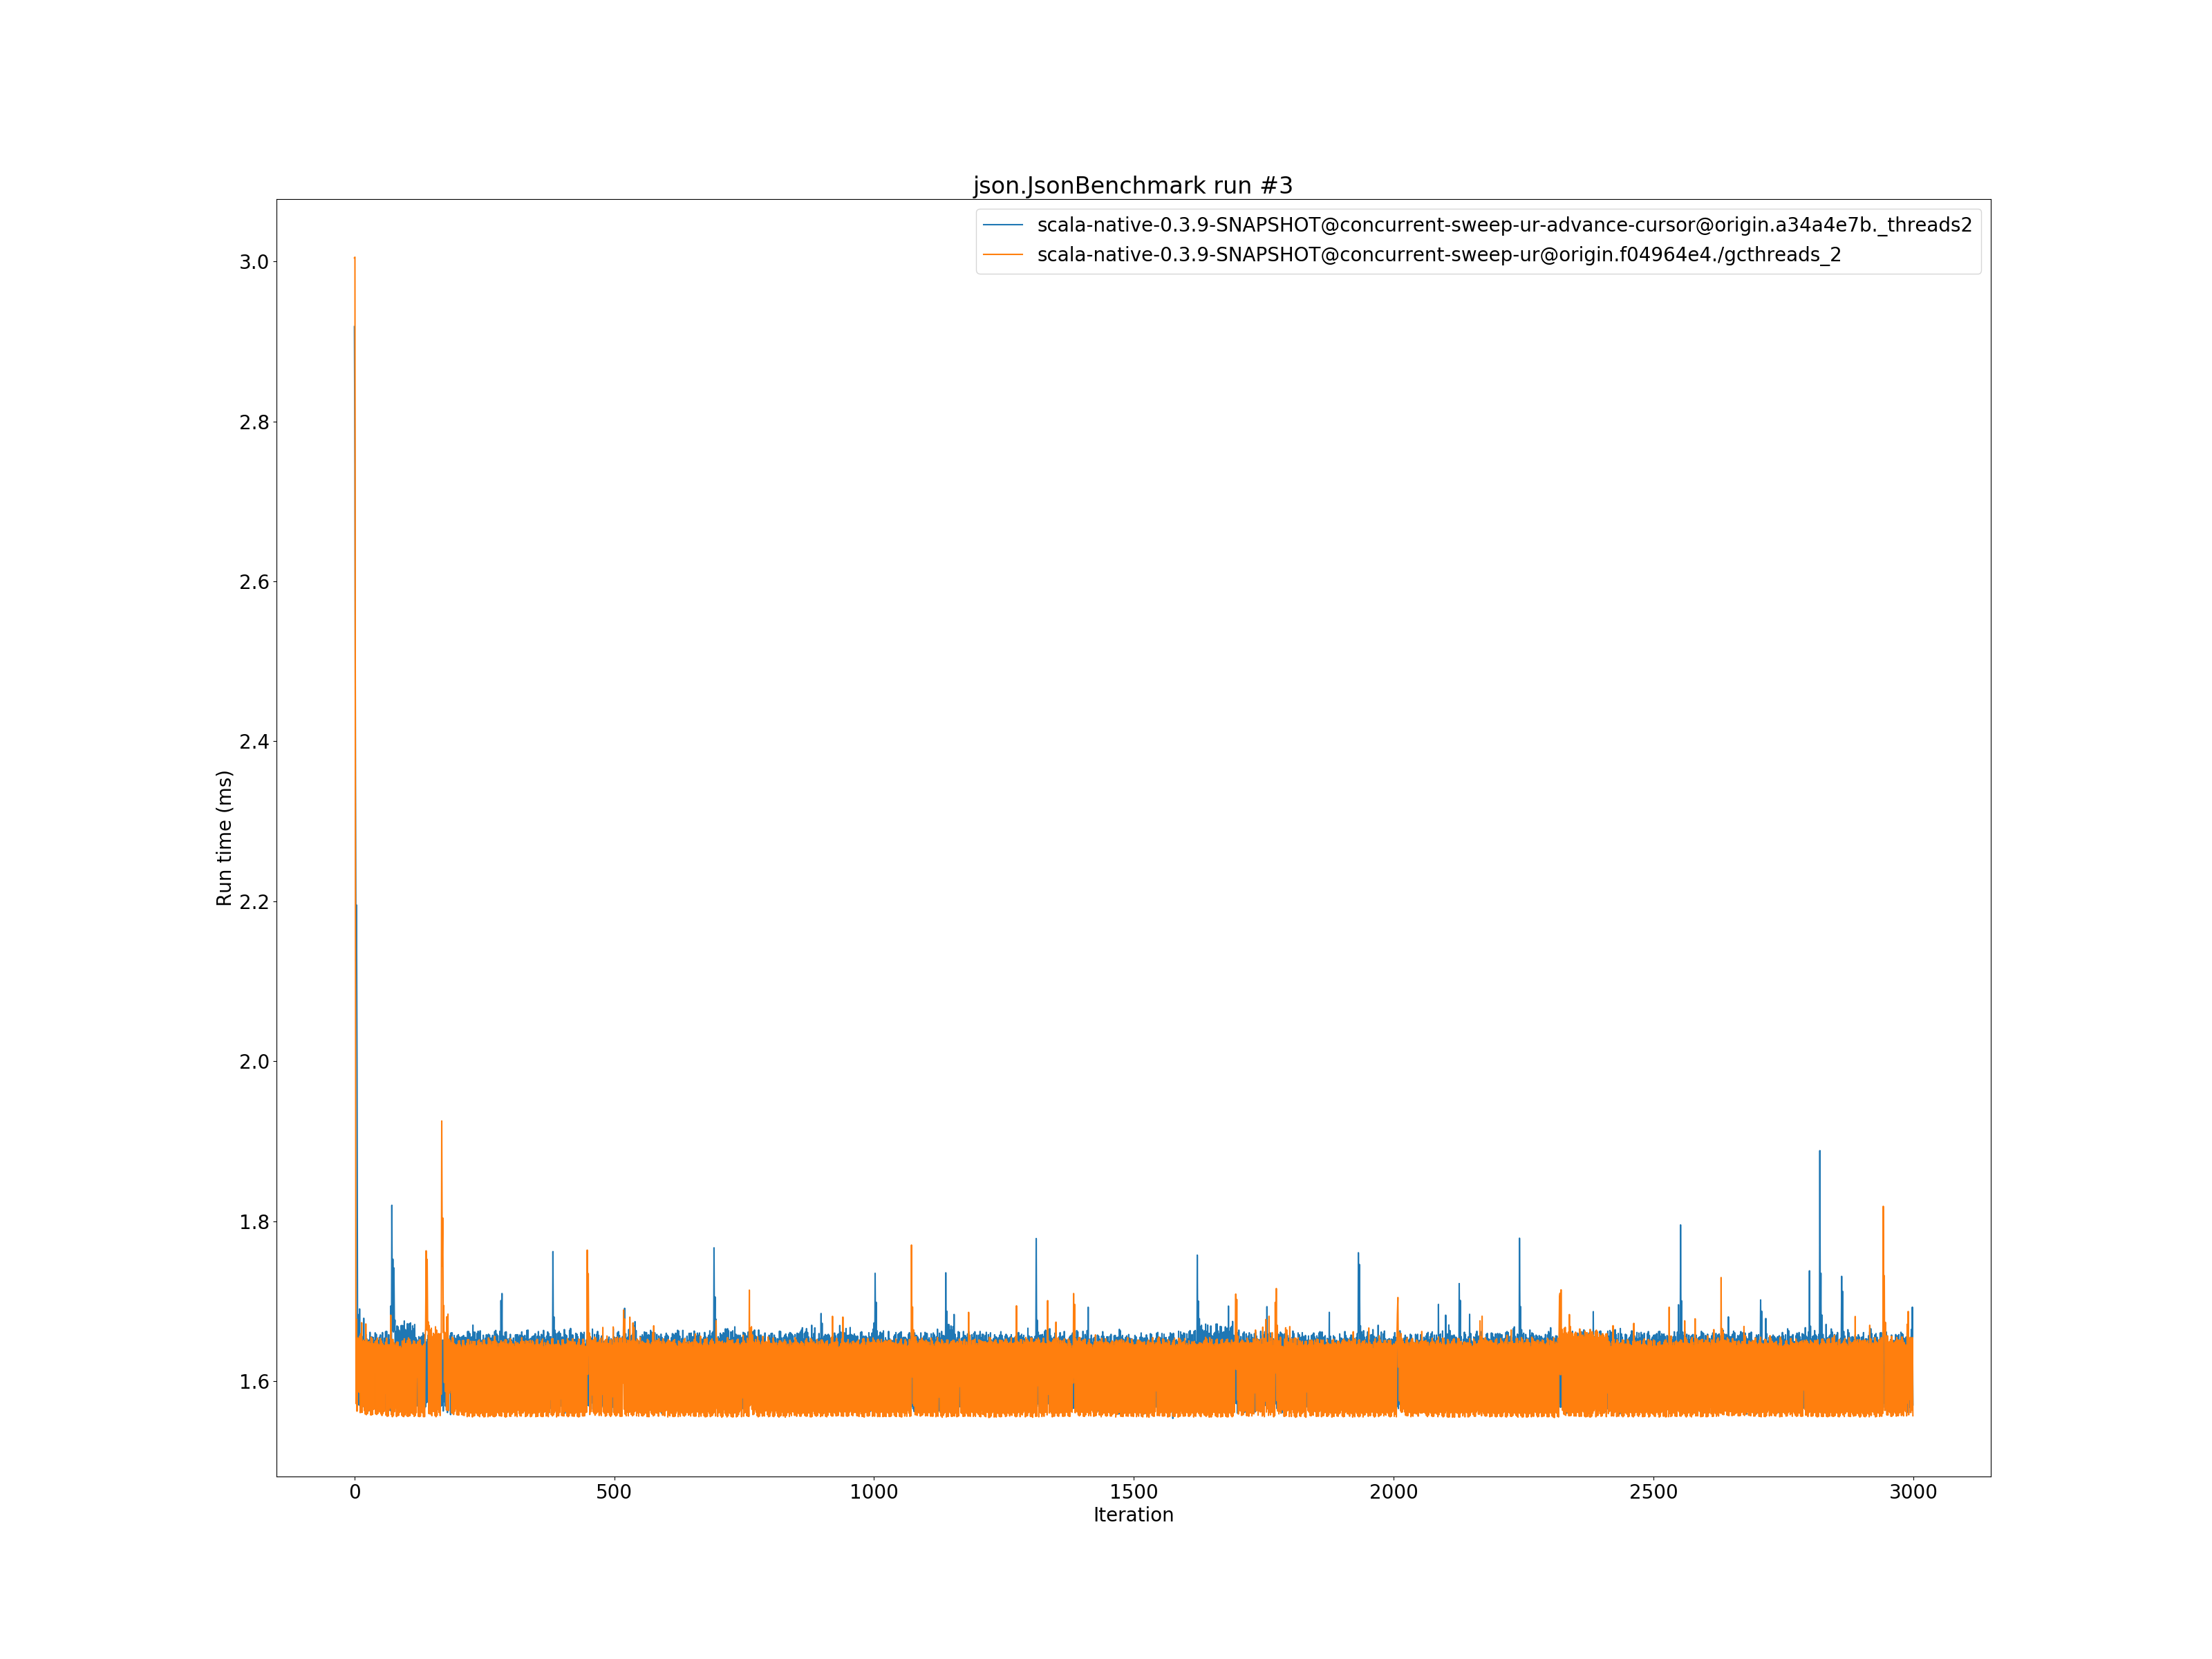 json.JsonBenchmark run #3
scala-native-0.3.9-SNAPSHOT@concurrent-sweep-ur-advance-cursor@origin.a34a4e7b._threads2
scala-native-0.3.9-SNAPSHOT@concurrent-sweep-ur@origin.f04964e4./gcthreads_2
3.0
2.8
2.6
2.4
2.2
2.0
1.8
1.6
Run time (ms)
0 500 1000 1500 2000 2500 3000
Iteration